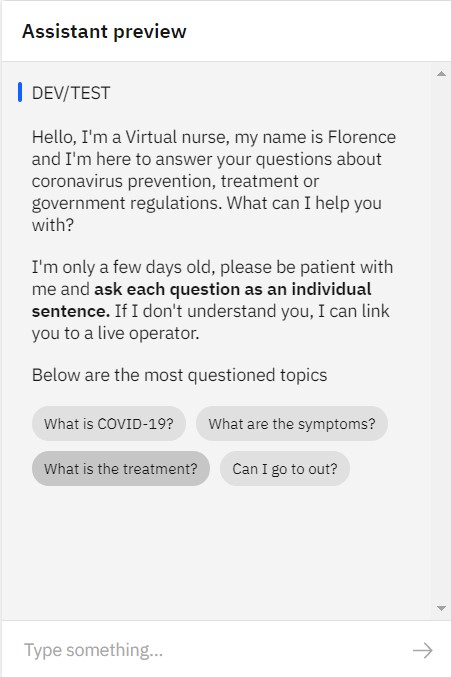 Assistant preview
DEV/TEST
Hello, I'm a Virtual nurse, my name is Florence
and I'm here to answer your questions about
coronavirus prevention, treatment or
government regulations. What can I help you
with?
I'm only a few days old, please be patient with
me and ask each question as an individual
sentence. If I don't understand you, I can link
you to a live operator.
Below are the most questioned topics
What is COVID-19? What are the symptoms?
What is the treatment? Can I go to out?
Type something...